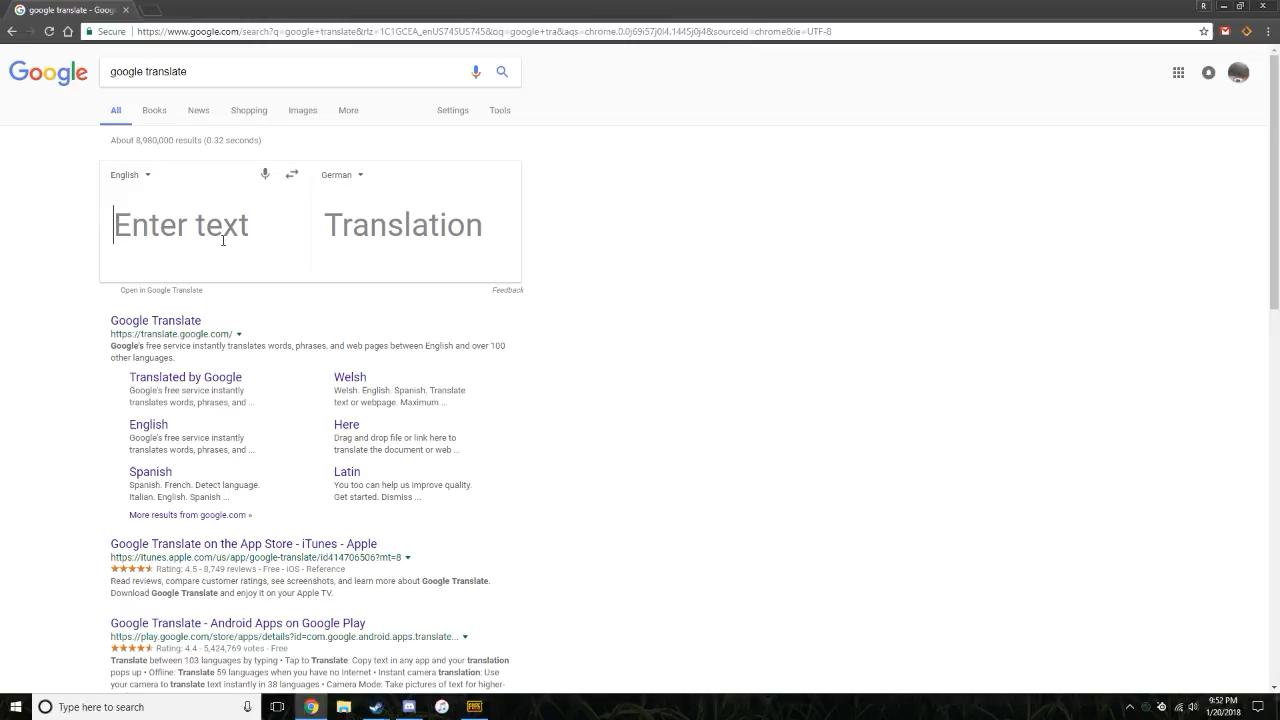 google translate - Goog
R
Secure
https://www.google.com/search?q=google+translate&rlz=1C1GCEA_enUS745US745&oq=google+tra&aqs=chrome.0.0j69i57j0l4.1445j0j4&sourceid=chrome&ie=UTF-8
Google
google translate
All Books News Shopping Images More Settings Tools
About 8,980,000 results (0.32 seconds)
English German
Enter text Translation
Open in Google Translate Feedback
Google Translate
https://translate.google.com/
Google's free service instantly translates words, phrases, and web pages between English and over 100
other languages.
Translated by Google
Google's free service instantly
translates words, phrases, and ...
Welsh
Welsh. English. Spanish. Translate
text or webpage. Maximum ...
English
Google's free service instantly
translates words, phrases, and ...
Here
Drag and drop file or link here to
translate the document or web ...
Spanish
Spanish. French. Detect language.
Italian. English. Spanish ...
Latin
You too can help us improve quality.
Get started. Dismiss ...
More results from google.com »
Google Translate on the App Store - iTunes - Apple
https://itunes.apple.com/us/app/google-translate/id414706506?mt=8
Rating: 4.5 - 8,749 reviews - Free - iOS - Reference
Read reviews, compare customer ratings, see screenshots, and learn more about Google Translate.
Download Google Translate and enjoy it on your Apple TV.
Google Translate - Android Apps on Google Play
https://play.google.com/store/apps/details?id=com.google.android.apps.translate...
Rating: 4.4 - 5,424,769 votes - Free
Translate between 103 languages by typing • Tap to Translate: Copy text in any app and your translation
pops up • Offline: Translate 59 languages when you have no Internet • Instant camera translation: Use
your camera to translate text instantly in 38 languages • Camera Mode: Take pictures of text for higher-
Type here to search
9:52 PM
1/20/2018